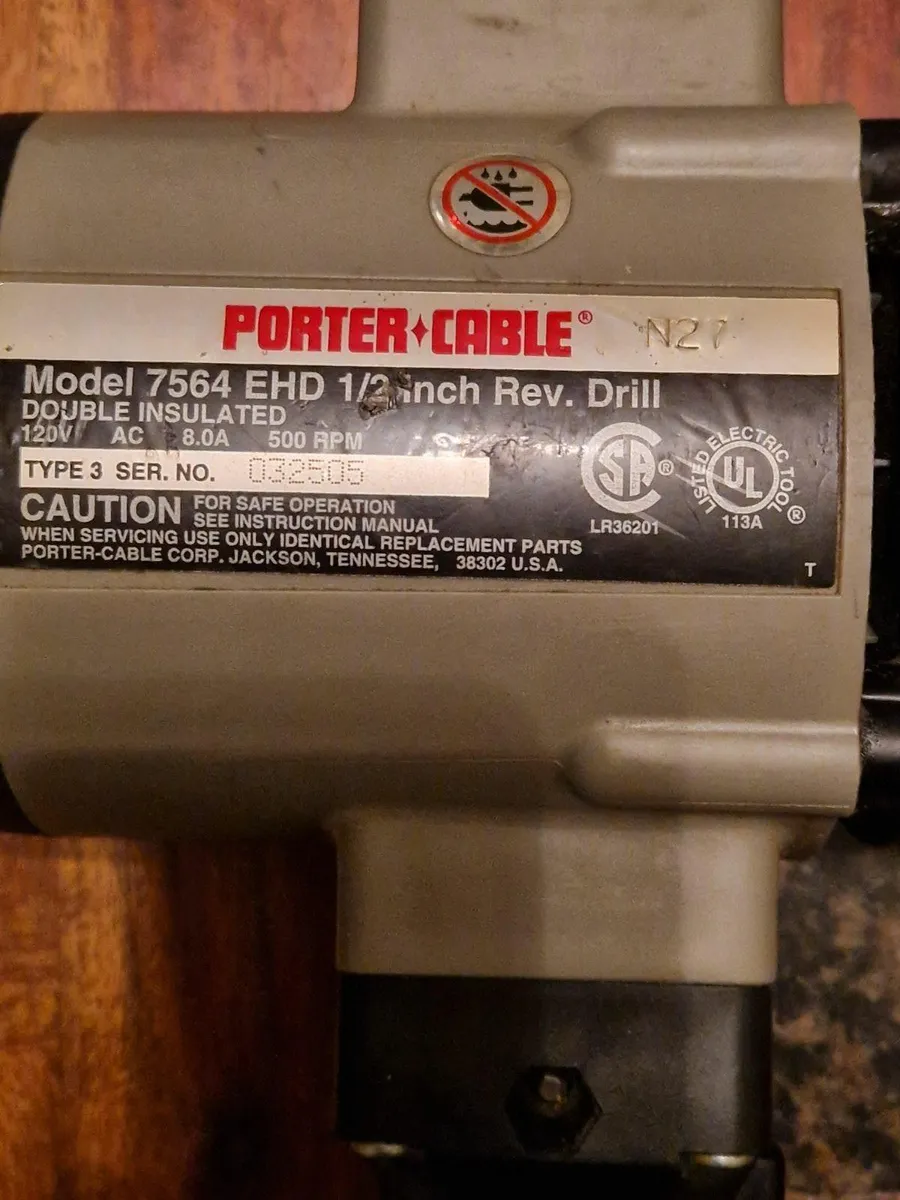 PORTER✦CABLE® N27
Model 7564 EHD 1/2 Inch Rev. Drill
DOUBLE INSULATED
120V AC 8.0A 500 RPM
TYPE 3 SER. NO. 032505
CAUTION FOR SAFE OPERATION
SEE INSTRUCTION MANUAL
WHEN SERVICING USE ONLY IDENTICAL REPLACEMENT PARTS
PORTER-CABLE CORP. JACKSON, TENNESSEE, 38302 U.S.A.
SA®
LR36201
LISTED ELECTRIC TOOL
UL®
113A
T